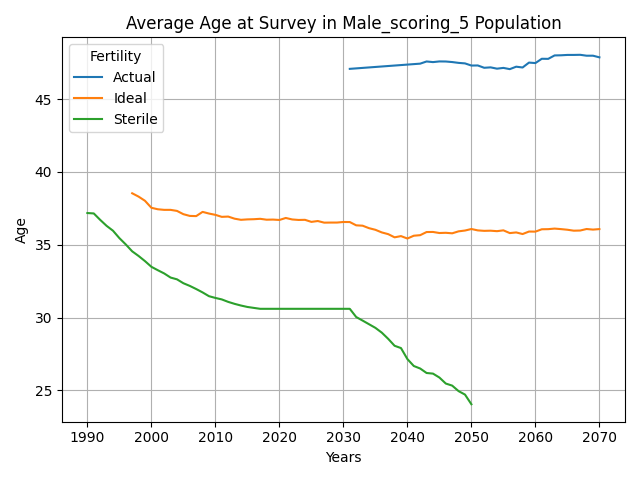 Average Age at Survey in Male_scoring_5 Population
Fertility
Actual
Ideal
Sterile
Age
45
40
35
30
25
1990 2000 2010 2020 2030 2040 2050 2060 2070
Years